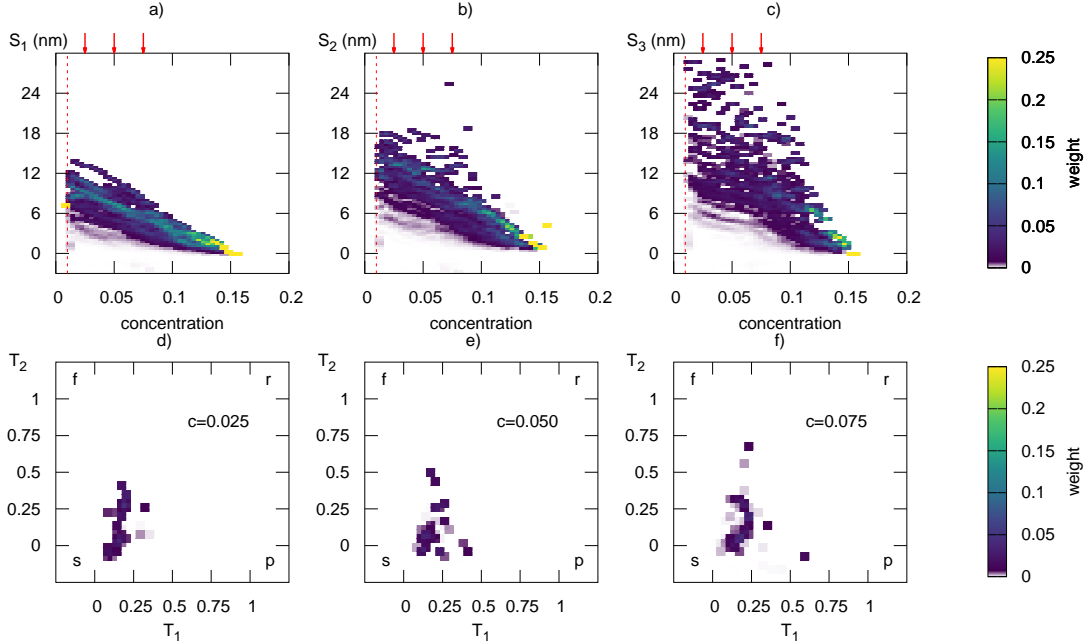 a) b) c)
S1 (nm) S2 (nm) S3 (nm)
24 24 24 0.25
18 18 18 0.2
12 12 12 0.15
6 6 6 0.1
0 0 0 0.05
0
weight
0 0.05 0.1 0.15 0.2 0 0.05 0.1 0.15 0.2 0 0.05 0.1 0.15 0.2
concentration concentration concentration
d) e) f)
T2 T2 T2
f r f r f r
1 1 1
c=0.025 c=0.050 c=0.075
0.75 0.75 0.75
0.5 0.5 0.5
0.25 0.25 0.25
0 0 0
s p s p s p
0.25
0.2
0.15
0.1
0.05
0
weight
0 0.25 0.5 0.75 1 0 0.25 0.5 0.75 1 0 0.25 0.5 0.75 1
T1 T1 T1